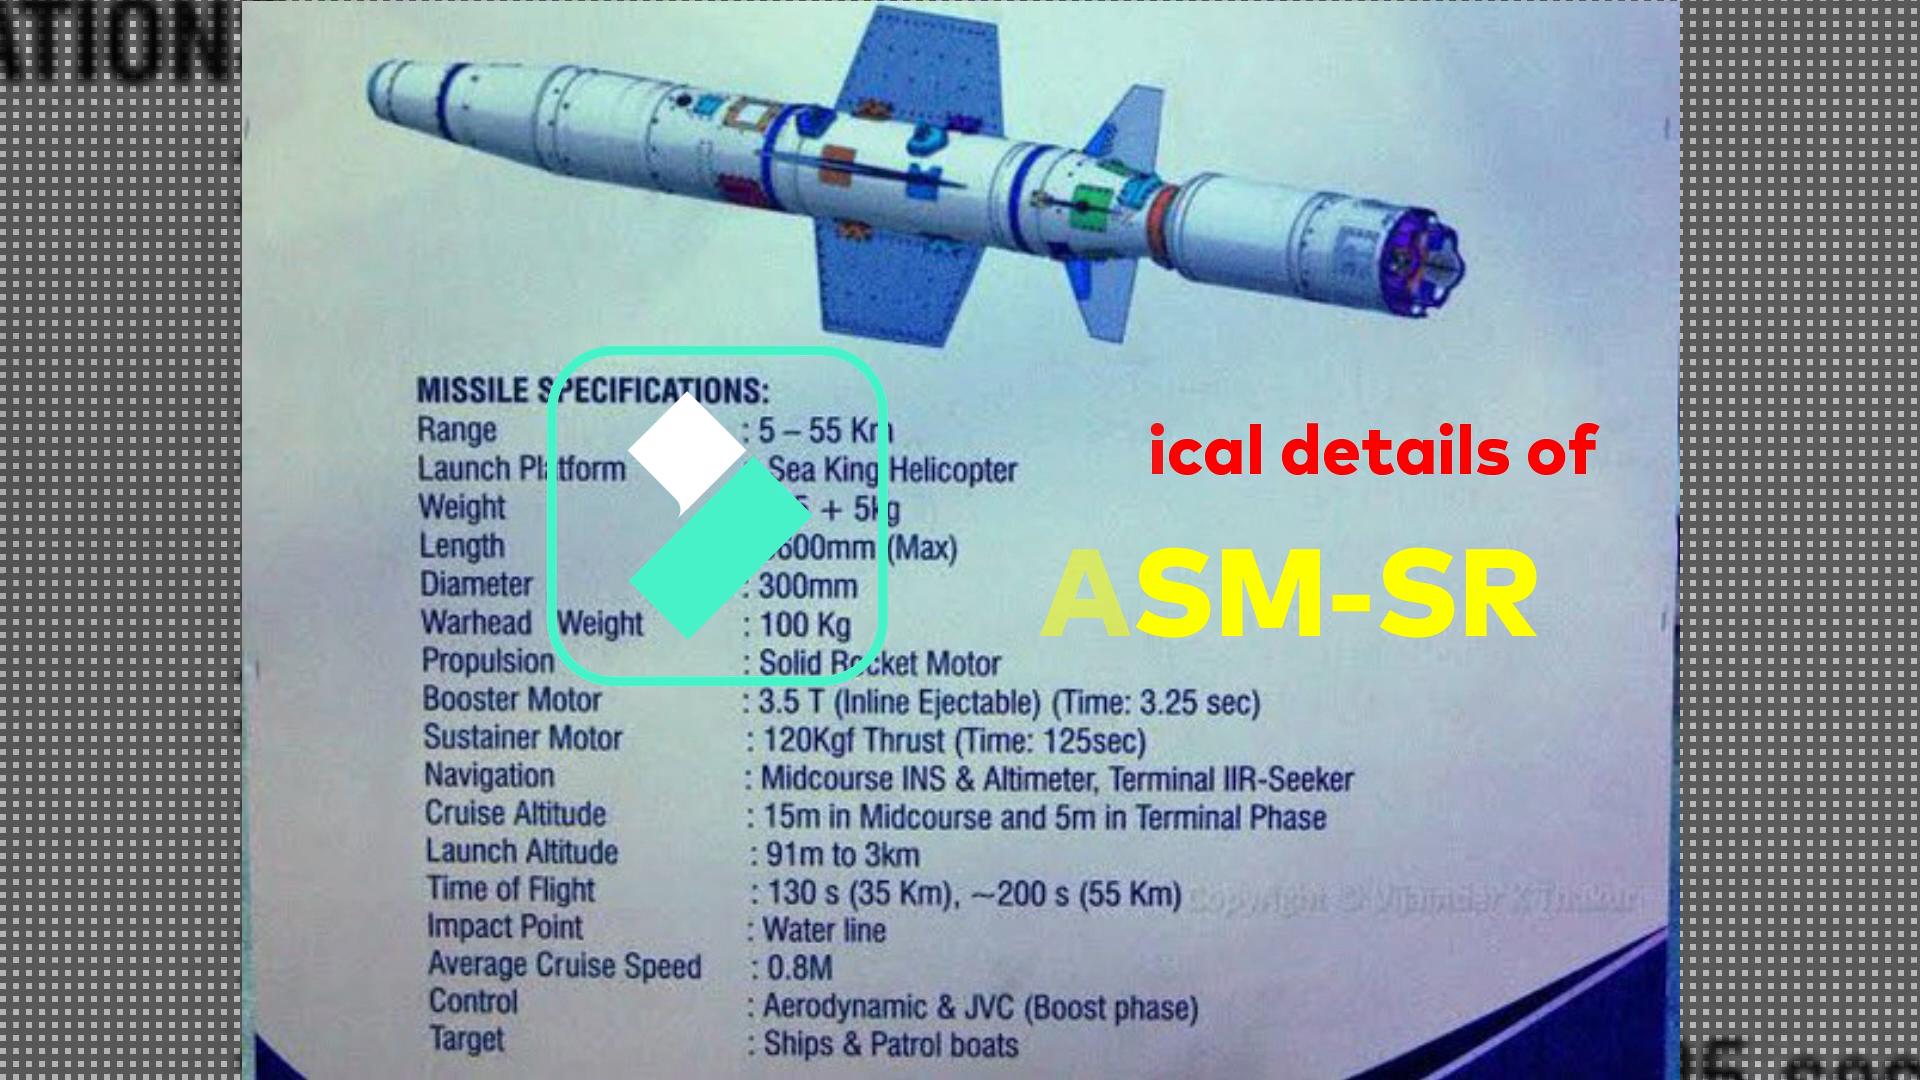 ATION
MISSILE SPECIFICATIONS:
Range : 5 – 55 Km
Launch Platform Sea King Helicopter
Weight + 5kg
Length 600mm (Max)
Diameter : 300mm
Warhead Weight : 100 Kg
Propulsion : Solid Rocket Motor
Booster Motor : 3.5 T (Inline Ejectable) (Time: 3.25 sec)
Sustainer Motor : 120Kgf Thrust (Time: 125sec)
Navigation : Midcourse INS & Altimeter, Terminal IIR-Seeker
Cruise Altitude : 15m in Midcourse and 5m in Terminal Phase
Launch Altitude : 91m to 3km
Time of Flight : 130 s (35 Km), ~200 s (55 Km)
Impact Point : Water line
Average Cruise Speed : 0.8M
Control : Aerodynamic & JVC (Boost phase)
Target : Ships & Patrol boats
ical details of
ASM-SR
Copyright © Vijainder K Thakur